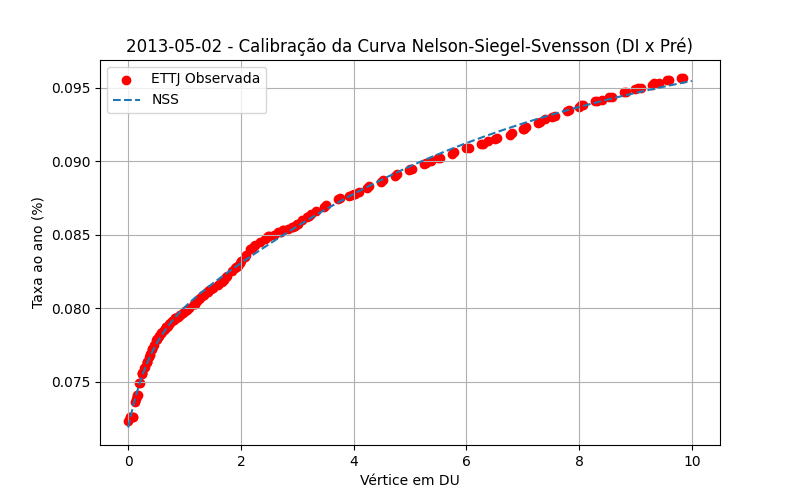 2013-05-02 - Calibração da Curva Nelson-Siegel-Svensson (DI x Pré)
ETTJ Observada
NSS
Taxa ao ano (%)
0.095
0.090
0.085
0.080
0.075
0 2 4 6 8 10
Vértice em DU